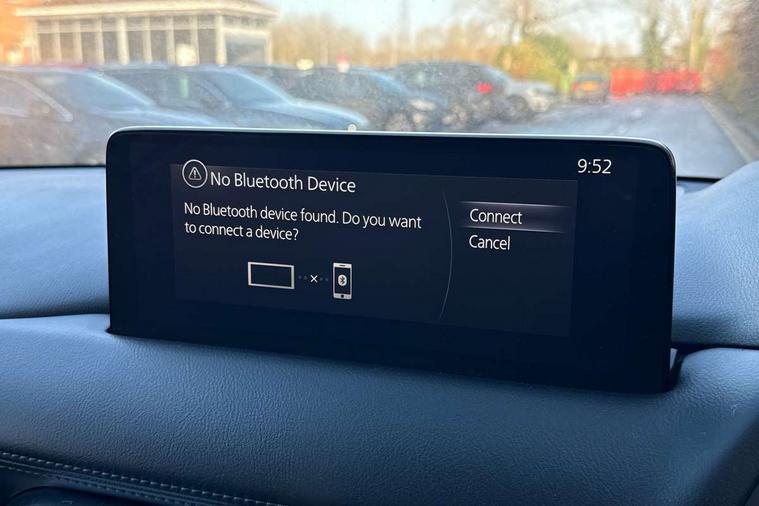 9:52
No Bluetooth Device
No Bluetooth device found. Do you want
to connect a device?
Connect
Cancel